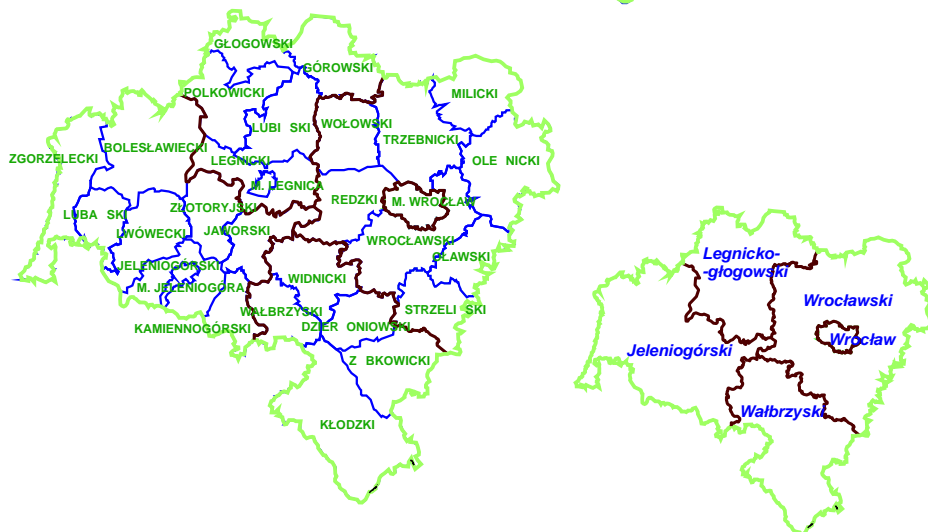 GŁOGOWSKI
GÓROWSKI
POLKOWICKI
MILICKI
LUBI SKI
WOŁOWSKI
TRZEBNICKI
BOLESŁAWIECKI
ZGORZELECKI
LEGNICKI
OLE NICKI
M. LEGNICA
REDZKI
M. WROCŁAW
LUBA SKI
ZŁOTORYJSKI
LWÓWECKI
JAWORSKI
WROCŁAWSKI
OŁAWSKI
JELENIOGÓRSKI
WIDNICKI
M. JELENIOGÓRA
WAŁBRZYSKI
STRZELI SKI
KAMIENNOGÓRSKI
DZIER ONIOWSKI
Z BKOWICKI
KŁODZKI
Legnicko-
-głogowski
Wrocławski
Wrocław
Jeleniogórski
Wałbrzyski